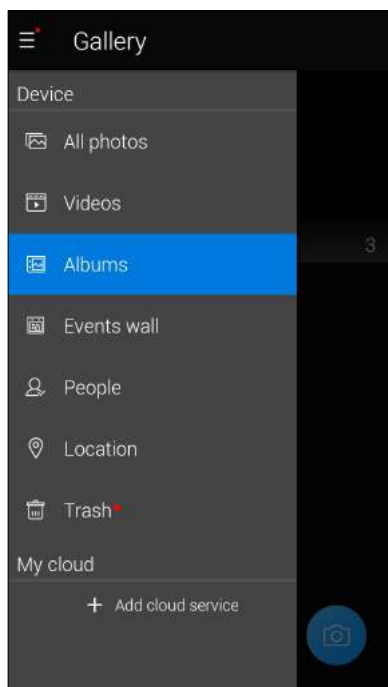 Gallery
Device
All photos
Videos
Albums
3
Events wall
People
Location
Trash
My cloud
+ Add cloud service